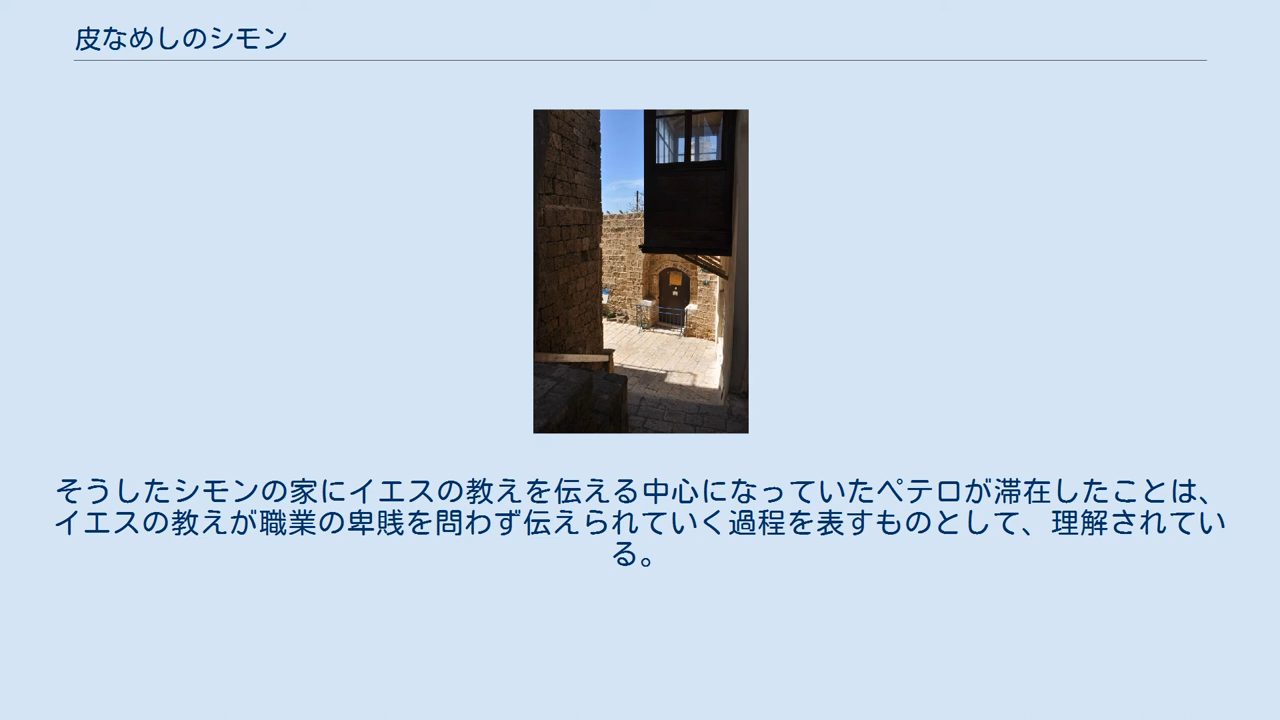 皮なめしのシモン
そうしたシモンの家にイエスの教えを伝える中心になっていたペテロが滞在したことは、
イエスの教えが職業の卑賎を問わず伝えられていく過程を表すものとして、理解されてい
る。